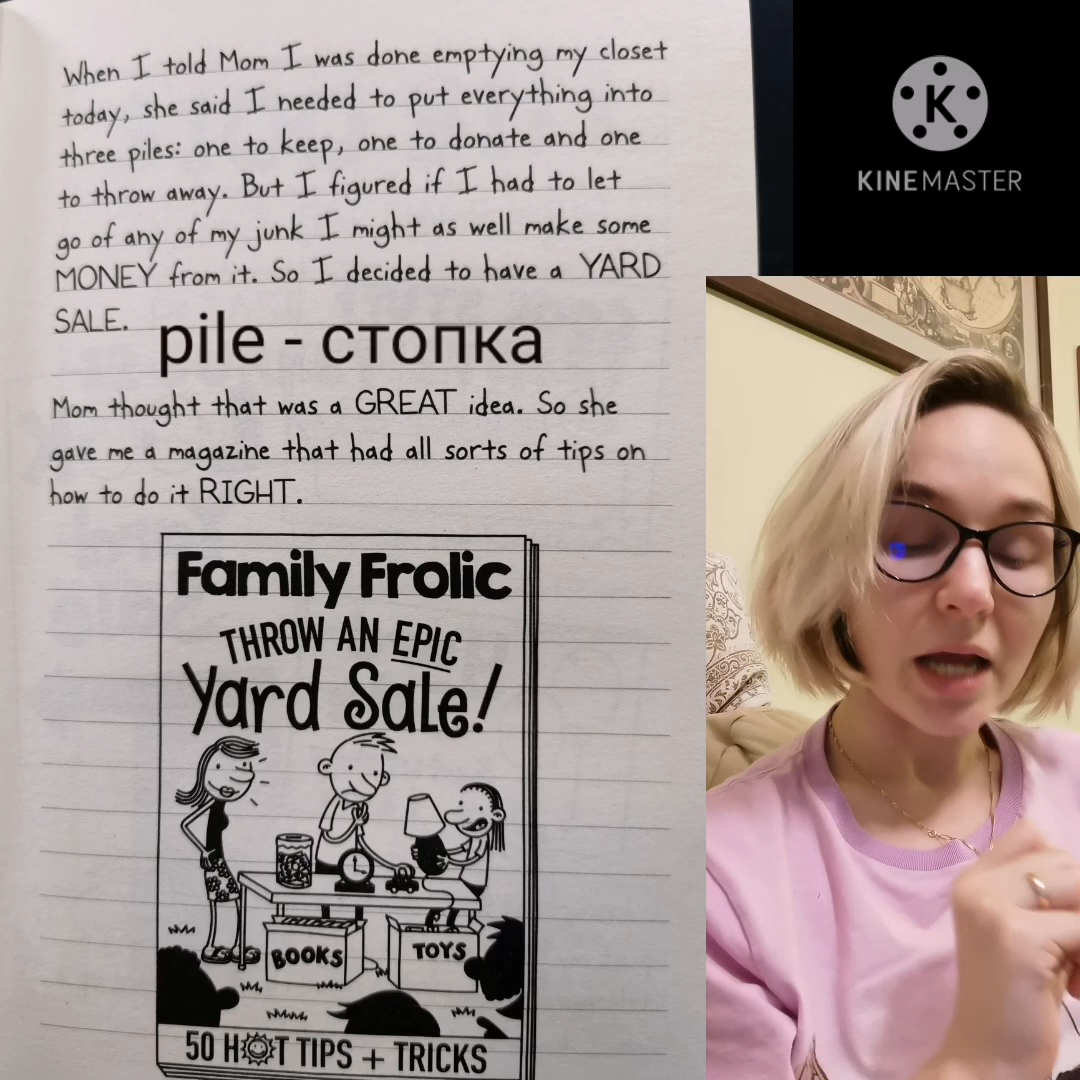 When I told Mom I was done emptying my closet
today, she said I needed to put everything into
three piles: one to keep, one to donate and one
to throw away. But I figured if I had to let
go of any of my junk I might as well make some
MONEY from it. So I decided to have a YARD
SALE.
pile - стопка
Mom thought that was a GREAT idea. So she
gave me a magazine that had all sorts of tips on
how to do it RIGHT.
Family Frolic
THROW AN EPIC
Yard Sale!
BOOKS
TOYS
50 HOT TIPS + TRICKS
K
KINEMASTER